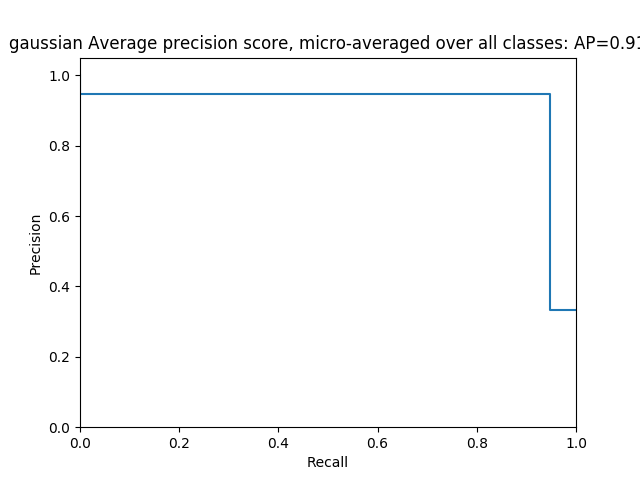 gaussian Average precision score, micro-averaged over all classes: AP=0.91
1.0
0.8
0.6
0.4
0.2
0.0
Precision
0.0 0.2 0.4 0.6 0.8 1.0
Recall